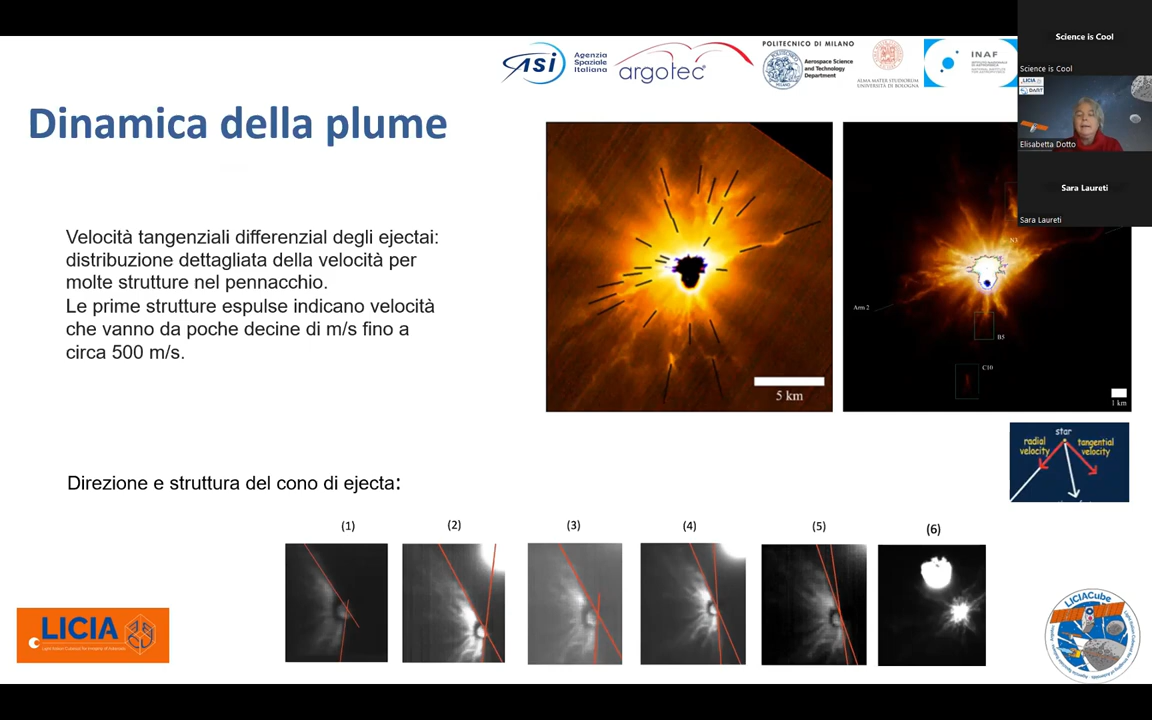 asi
Agenzia
Spaziale
Italiana
argotec
POLITECNICO DI MILANO
Aerospace Science
and Technology
Department
ALMA MATER STUDIORUM
UNIVERSITÀ DI BOLOGNA
INAF
Science is Cool
Science is Cool
LICIA
DART
Elisabetta Dotto
Sara Laureti
Sara Laureti
Dinamica della plume
Velocità tangenziali differenzial degli ejectai:
distribuzione dettagliata della velocità per
molte strutture nel pennacchio.
Le prime strutture espulse indicano velocità
che vanno da poche decine di m/s fino a
circa 500 m/s.
5 km
N3
Arm 2
B5
C10
1 km
star
radial
velocity
tangential
velocity
Direzione e struttura del cono di ejecta:
(1)
(2)
(3)
(4)
(5)
(6)
LICIA
LICIACube